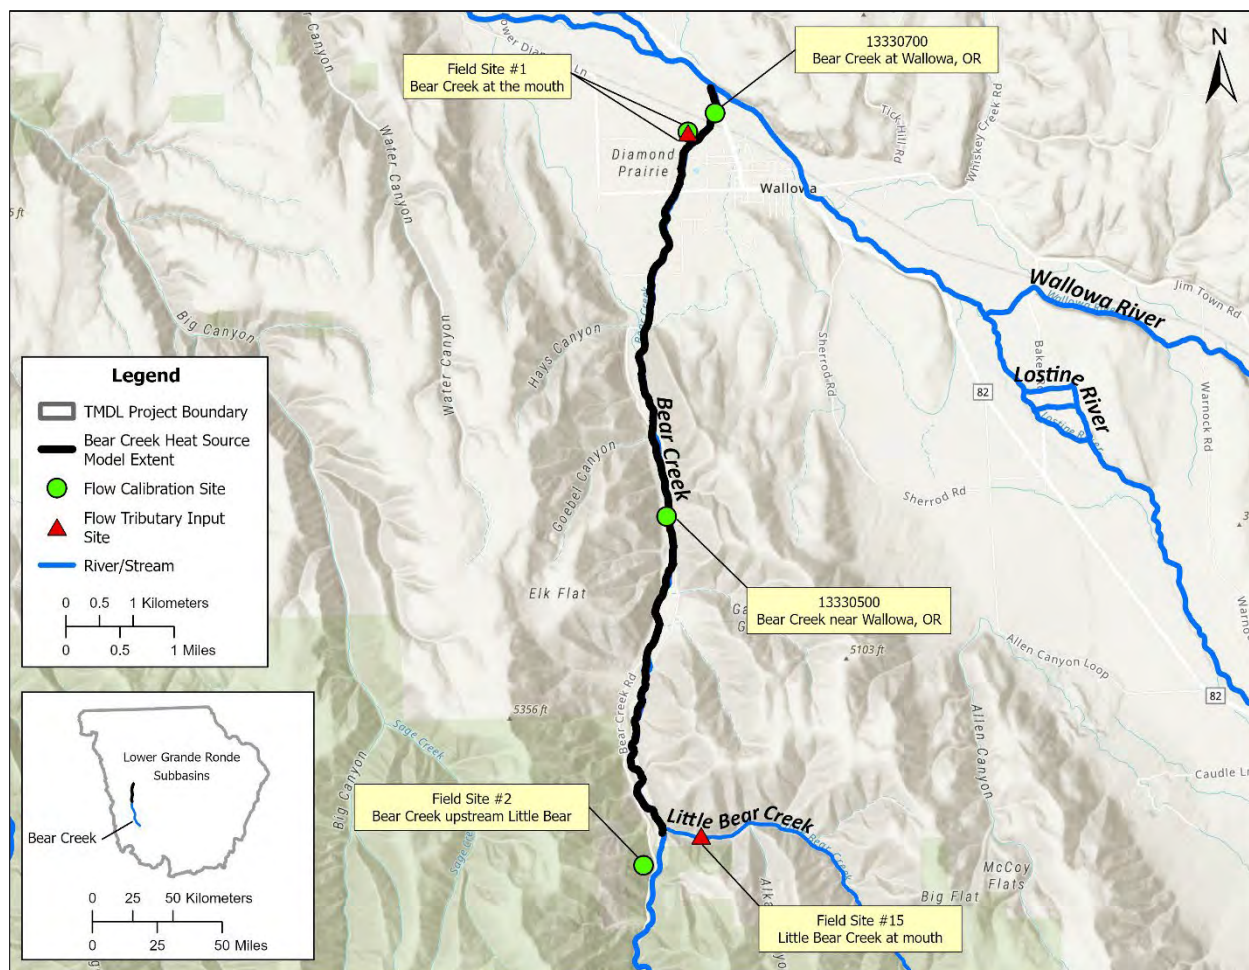 N
13330700
Bear Creek at Wallowa, OR
Field Site #1
Bear Creek at the mouth
Lower Dia
Ln
Tick Hill Rd
Whiskey Creek Rd
Water Canyon
Diamond
Prairie
Wallowa
Big Canyon
Water Canyon
Hays Canyon
Bear Creek
Wallowa River
Jim Town Rd
Sherrod Rd
Lostine River
82
Warnock Rd
Legend
TMDL Project Boundary
Bear Creek Heat Source
Model Extent
Flow Calibration Site
Flow Tributary Input
Site
River/Stream
0 0.5 1 Kilometers
0 0.5 1 Miles
Bear Creek
Goebel Canyon
Sherrod Rd
Elk Flat
13330500
Bear Creek near Wallowa, OR
5103 ft
Allen Canyon Loop
82
Bear Creek Rd
5356 ft
Sage Creek
Allen Canyon
Caudle Ln
Lower Grande Ronde
Subbasins
Bear Creek
0 25 50 Kilometers
0 25 50 Miles
Big Canyon
Field Site #2
Bear Creek upstream Little Bear
Little Bear Creek
McCoy
Flats
Big Flat
Field Site #15
Little Bear Creek at mouth